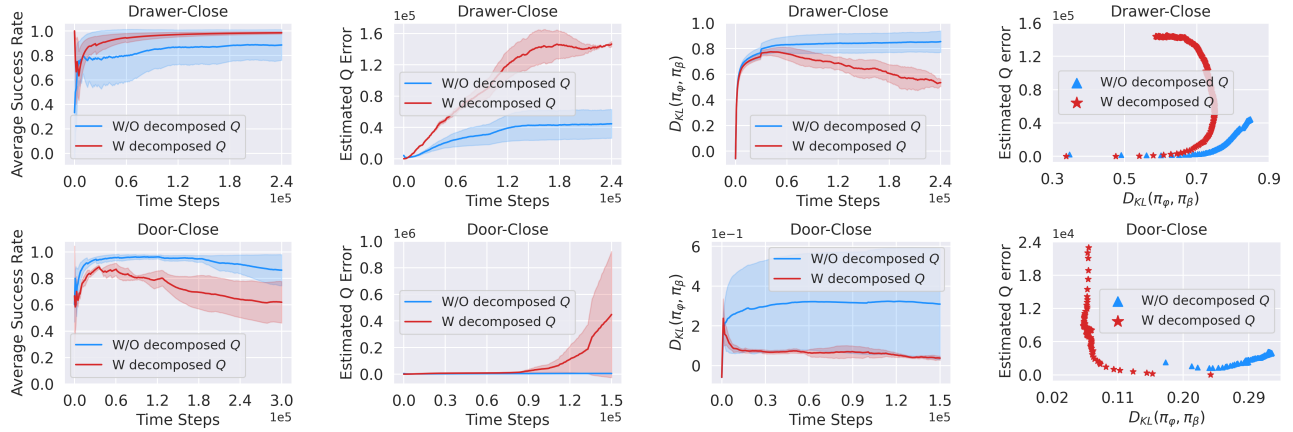 Drawer-Close
Average Success Rate
1.0
0.8
0.6
0.4
0.2
0.0
W/O decomposed Q
W decomposed Q
0.0 0.6 1.2 1.8 2.4
Time Steps
1e5
Drawer-Close
1e5
Estimated Q Error
1.6
1.2
0.8
0.4
0.0
W/O decomposed Q
W decomposed Q
0.0 0.6 1.2 1.8 2.4
Time Steps
1e5
Drawer-Close
D_{KL}(π_φ, π_β)
1.0
0.8
0.6
0.4
0.2
0.0
W/O decomposed Q
W decomposed Q
0.0 0.6 1.2 1.8 2.4
Time Steps
1e5
Drawer-Close
1e5
Estimated Q error
1.6
1.2
0.8
0.4
0.0
W/O decomposed Q
W decomposed Q
0.3 0.5 0.7 0.9
D_{KL}(π_φ, π_β)
Door-Close
Average Success Rate
1.0
0.8
0.6
0.4
0.2
0.0
W/O decomposed Q
W decomposed Q
0.0 0.6 1.2 1.8 2.4 3.0
Time Steps
1e5
Door-Close
1e6
Estimated Q Error
1.0
0.8
0.6
0.4
0.2
0.0
W/O decomposed Q
W decomposed Q
0.0 0.3 0.6 0.9 1.2 1.5
Time Steps
1e5
Door-Close
1e−1
D_{KL}(π_φ, π_β)
6
4
2
0
W/O decomposed Q
W decomposed Q
0.0 0.3 0.6 0.9 1.2 1.5
Time Steps
1e5
Door-Close
1e4
Estimated Q error
2.4
1.8
1.2
0.6
0.0
W/O decomposed Q
W decomposed Q
0.02 0.11 0.20 0.29
D_{KL}(π_φ, π_β)